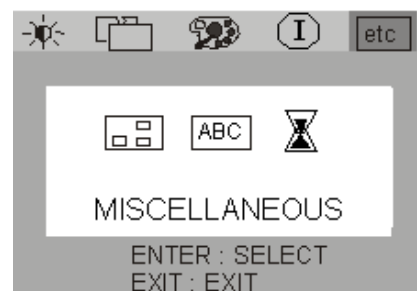 I etc
ABC
MISCELLANEOUS
ENTER : SELECT
EXIT : EXIT